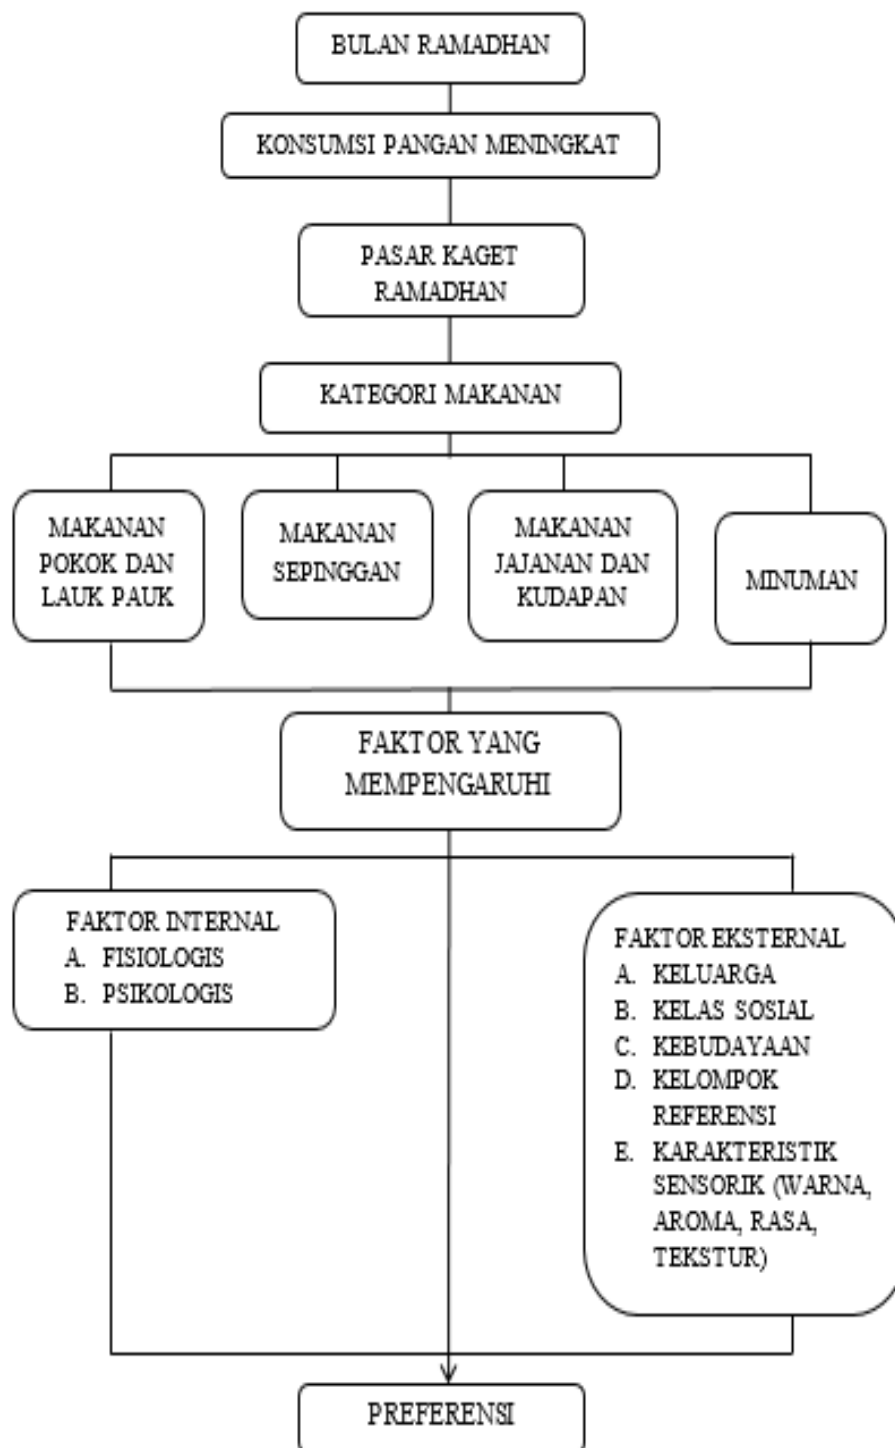 BULAN RAMADHAN
KONSUMSI PANGAN MENINGKAT
PASAR KAGET
RAMADHAN
KATEGORI MAKANAN
MAKANAN
POKOK DAN
LAUK PAUK
MAKANAN
SEPINGGAN
MAKANAN
JAJANAN DAN
KUDAPAN
MINUMAN
FAKTOR YANG
MEMPENGARUHI
FAKTOR INTERNAL
A. FISIOLOGIS
B. PSIKOLOGIS
FAKTOR EKSTERNAL
A. KELUARGA
B. KELAS SOSIAL
C. KEBUDAYAAN
D. KELOMPOK
REFERENSI
E. KARAKTERISTIK
SENSORIK (WARNA,
AROMA, RASA,
TEKSTUR)
PREFERENSI